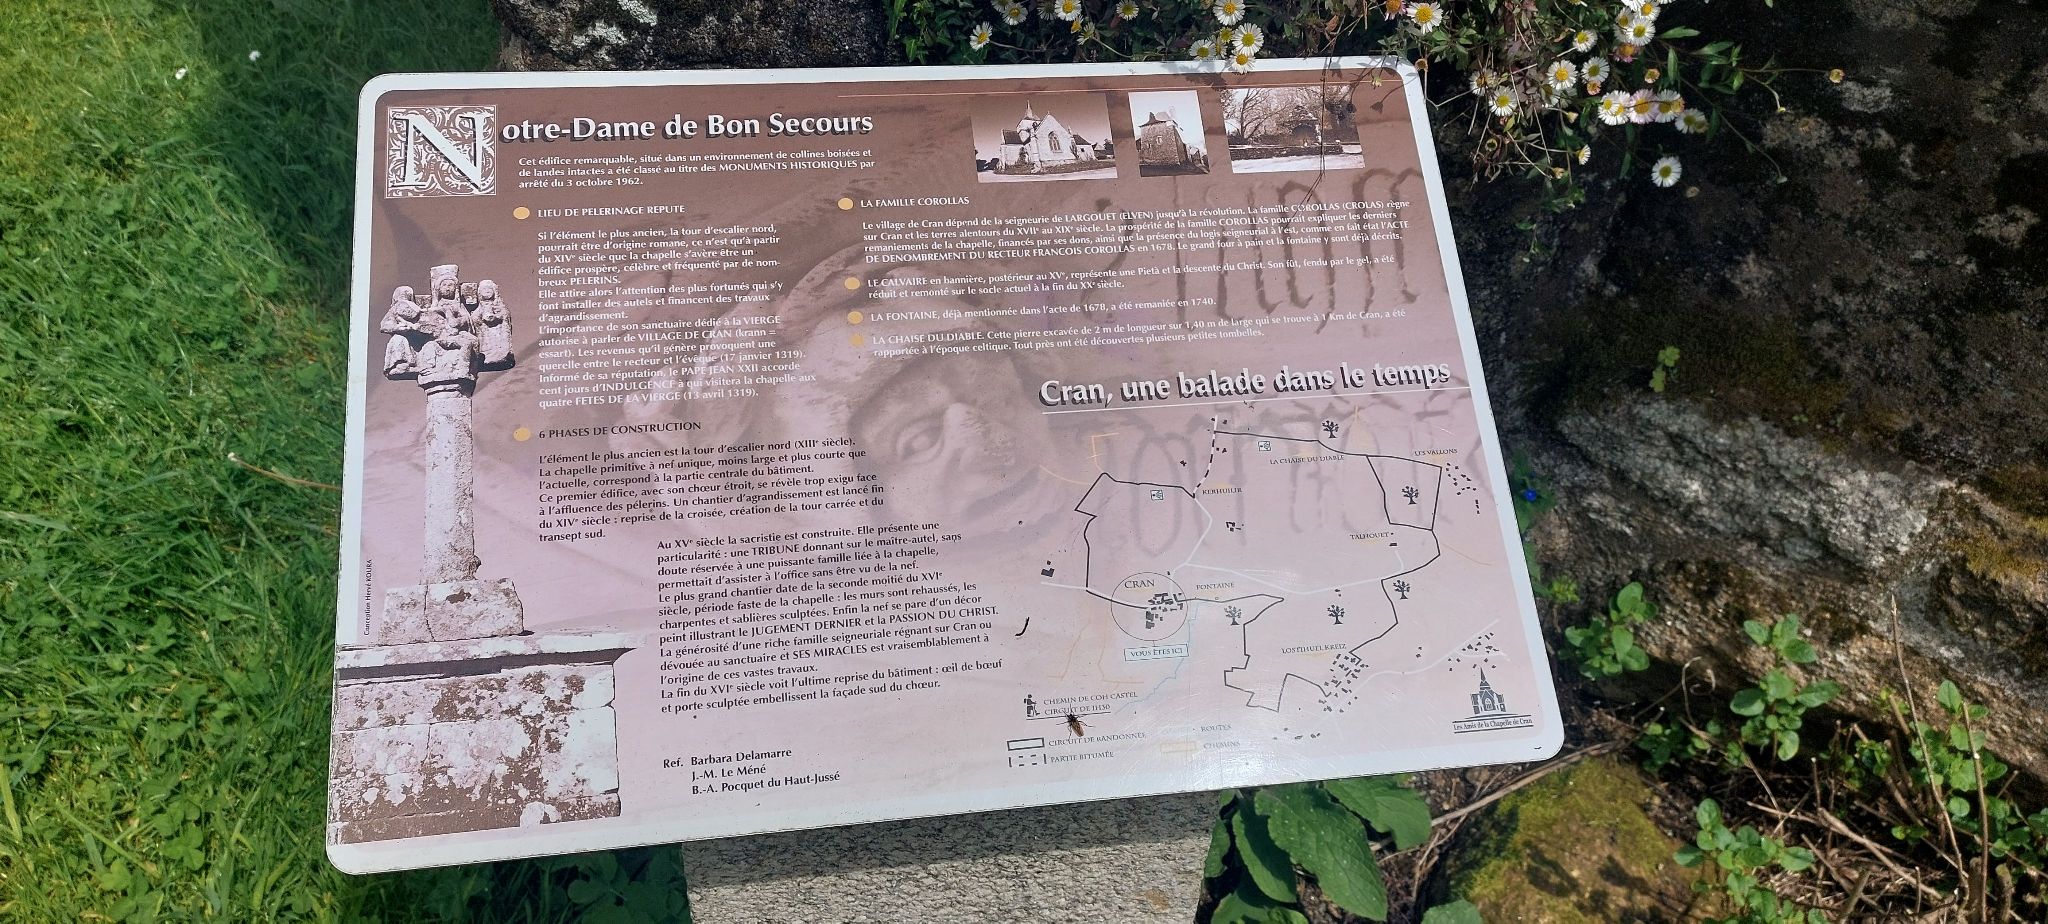 Notre-Dame de Bon Secours
Cet édifice remarquable, situé dans un environnement de collines boisées et
de landes intactes a été classé au titre des MONUMENTS HISTORIQUES par
arrêté du 3 octobre 1962.
LIEU DE PELERINAGE REPUTE
Si l'élément le plus ancien, la tour d'escalier nord,
pourrait être d'origine romane, ce n'est qu'à partir
du XIVe siècle que la chapelle s'avère être un
édifice prospère, célèbre et fréquenté par de nom-
breux PELERINS.
Elle attire alors l'attention des plus fortunés qui s'y
font installer des autels et financent des travaux
d'agrandissement.
L'importance de son sanctuaire dédié à la VIERGE
autorise à parler de VILLAGE DE CRAN (krann =
essart). Les revenus qu'il génère provoquent une
querelle entre le recteur et l'évêque (17 janvier 1319).
Informé de sa réputation, le PAPE JEAN XXII accorde
cent jours d'INDULGENCE à qui visitera la chapelle aux
quatre FETES DE LA VIERGE (13 avril 1319).
6 PHASES DE CONSTRUCTION
L'élément le plus ancien est la tour d'escalier nord (XIIIe siècle).
La chapelle primitive à nef unique, moins large et plus courte que
l'actuelle, correspond à la partie centrale du bâtiment.
Ce premier édifice, avec son chœur étroit, se révèle trop exigu face
à l'affluence des pélerins. Un chantier d'agrandissement est lancé fin
du XIVe siècle : reprise de la croisée, création de la tour carrée et du
transept sud.
Au XVe siècle la sacristie est construite. Elle présente une
particularité : une TRIBUNE donnant sur le maître-autel, sans
doute réservée à une puissante famille liée à la chapelle,
permettait d'assister à l'office sans être vu de la nef.
Le plus grand chantier date de la seconde moitié du XVIe
siècle, période faste de la chapelle : les murs sont rehaussés, les
charpentes et sablières sculptées. Enfin la nef se pare d'un décor
peint illustrant le JUGEMENT DERNIER et la PASSION DU CHRIST.
La générosité d'une riche famille seigneuriale régnant sur Cran ou
dévouée au sanctuaire et SES MIRACLES est vraisemblablement à
l'origine de ces vastes travaux.
La fin du XVIe siècle voit l'ultime reprise du bâtiment : œil de bœuf
et porte sculptée embellissent la façade sud du chœur.
Ref. Barbara Delamarre
J.-M. Le Méné
B.-A. Pocquet du Haut-Jussé
Conception Hervé KOURA
LA FAMILLE COROLLAS
Le village de Cran dépend de la seigneurie de LARGOUET (ELVEN) jusqu'à la révolution. La famille COROLLAS (CROLAS) règne
sur Cran et les terres alentours du XVIIe au XIXe siècle. La prospérité de la famille COROLLAS pourrait expliquer les derniers
remaniements de la chapelle, financés par ses dons, ainsi que la présence du logis seigneurial à l'est, comme en fait état l'ACTE
DE DENOMBREMENT DU RECTEUR FRANCOIS COROLLAS en 1678. Le grand four à pain et la fontaine y sont déjà décrits.
LE CALVAIRE en bannière, postérieur au XVe, représente une Pietà et la descente du Christ. Son fût, fendu par le gel, a été
réduit et remonté sur le socle actuel à la fin du XXe siècle.
LA FONTAINE, déjà mentionnée dans l'acte de 1678, a été remaniée en 1740.
LA CHAISE DU DIABLE. Cette pierre excavée de 2 m de longueur sur 1,40 m de large qui se trouve à 1 Km de Cran, a été
rapportée à l'époque celtique. Tout près ont été découvertes plusieurs petites tombelles.
Cran, une balade dans le temps
LA CHAISE DU DIABLE
LES VALLONS
KERHUILIR
TALHOUET
CRAN
FONTAINE
VOUS ÊTES ICI
LOSTIHUEL KREIZ
CHEMIN DE COH CASTEL
CIRCUIT DE 1H30
CIRCUIT DE RANDONNEE
PARTIE BITUMÉE
ROUTES
CHEMINS
Les Amis de la Chapelle de Cran